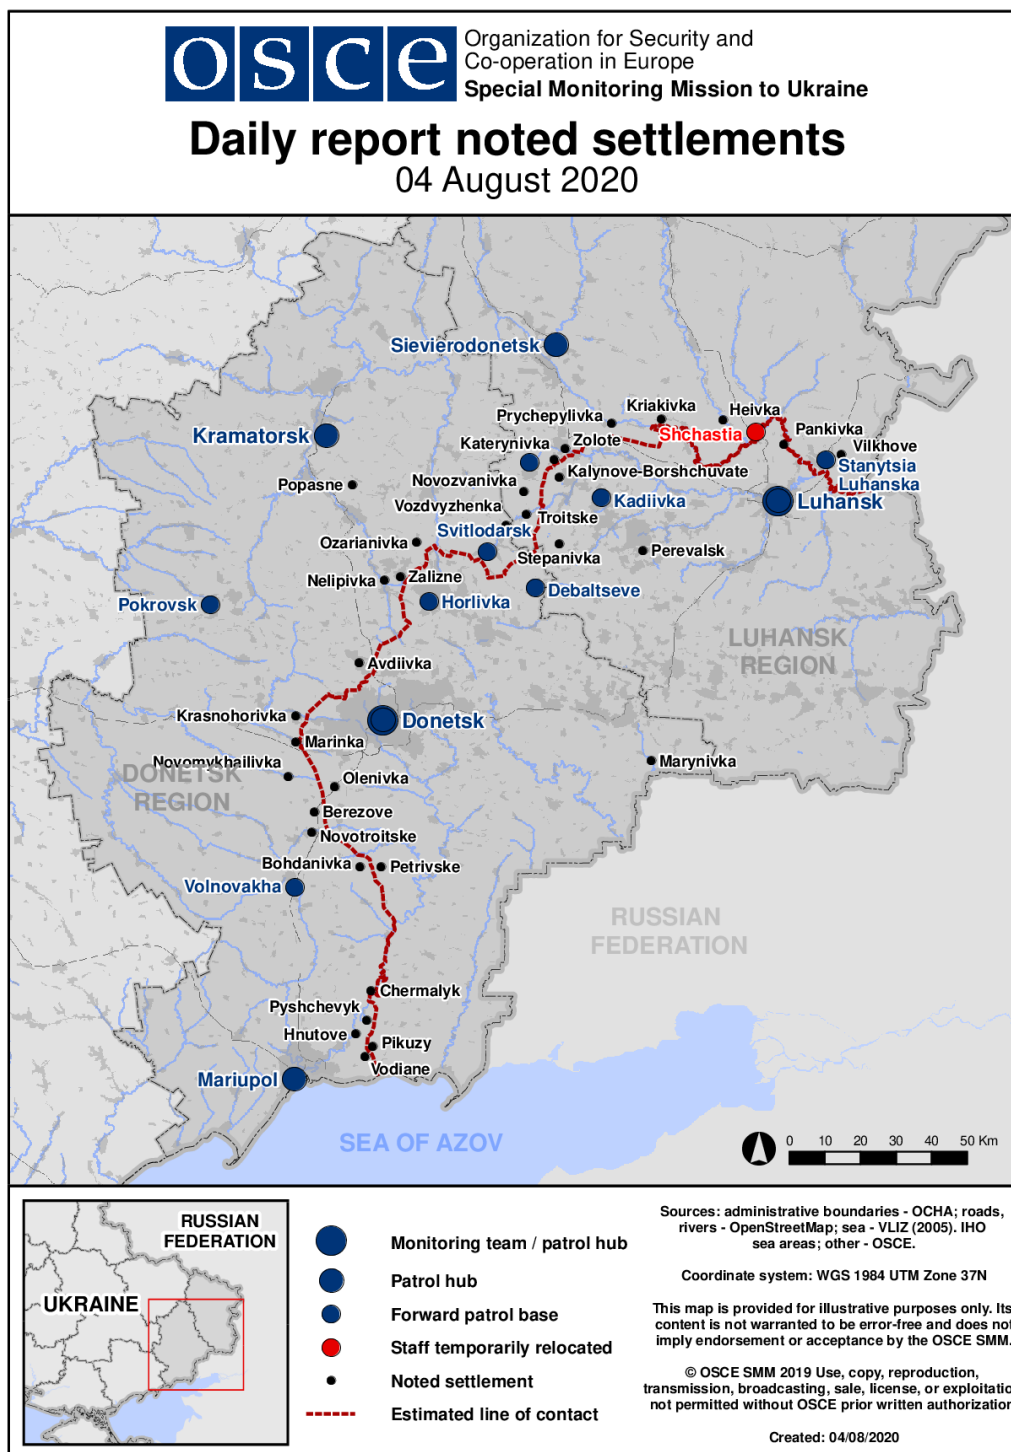 osce
Organization for Security and
Co-operation in Europe
Special Monitoring Mission to Ukraine
Daily report noted settlements
04 August 2020
Sievierodonetsk
Kriakivka
Heivka
Prychepylivka
Shchastia
Pankivka
Kramatorsk
Katerynivka
Zolote
Vilkhove
Stanytsia
Luhanska
Kalynove-Borshchuvate
Popasne
Novozvanivka
Kadiivka
Luhansk
Vozdvyzhenka
Troitske
Svitlodarsk
Ozarianivka
Stepanivka
Perevalsk
Nelipivka
Zalizne
Debaltseve
Pokrovsk
Horlivka
LUHANSK
REGION
Avdiivka
Krasnohorivka
Donetsk
Marinka
Novomykhailivka
Marynivka
DONETSK
REGION
Olenivka
Berezove
Novotroitske
Bohdanivka
Petrivske
Volnovakha
RUSSIAN
FEDERATION
Chermalyk
Pyshchevyk
Hnutove
Pikuzy
Vodiane
Mariupol
SEA OF AZOV
0 10 20 30 40 50 Km
RUSSIAN
FEDERATION
UKRAINE
Monitoring team / patrol hub
Patrol hub
Forward patrol base
Staff temporarily relocated
Noted settlement
Estimated line of contact
Sources: administrative boundaries - OCHA; roads,
rivers - OpenStreetMap; sea - VLIZ (2005). IHO
sea areas; other - OSCE.
Coordinate system: WGS 1984 UTM Zone 37N
This map is provided for illustrative purposes only. Its
content is not warranted to be error-free and does not
imply endorsement or acceptance by the OSCE SMM.
© OSCE SMM 2019 Use, copy, reproduction,
transmission, broadcasting, sale, license, or exploitatio
not permitted without OSCE prior written authorization
Created: 04/08/2020